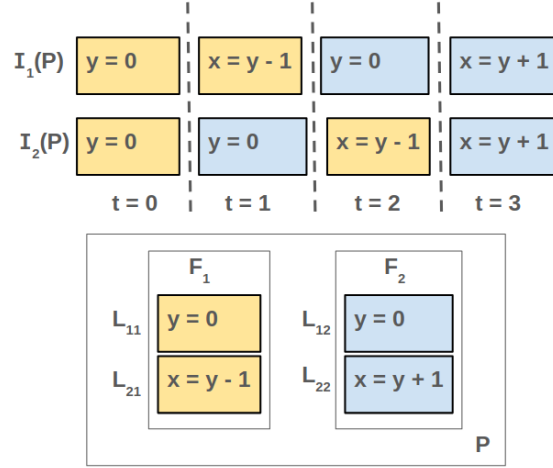 I₁(P) y = 0 x = y - 1 y = 0 x = y + 1
I₂(P) y = 0 y = 0 x = y - 1 x = y + 1
t = 0 t = 1 t = 2 t = 3
F₁ F₂
L₁₁ y = 0 L₁₂ y = 0
L₂₁ x = y - 1 L₂₂ x = y + 1
P